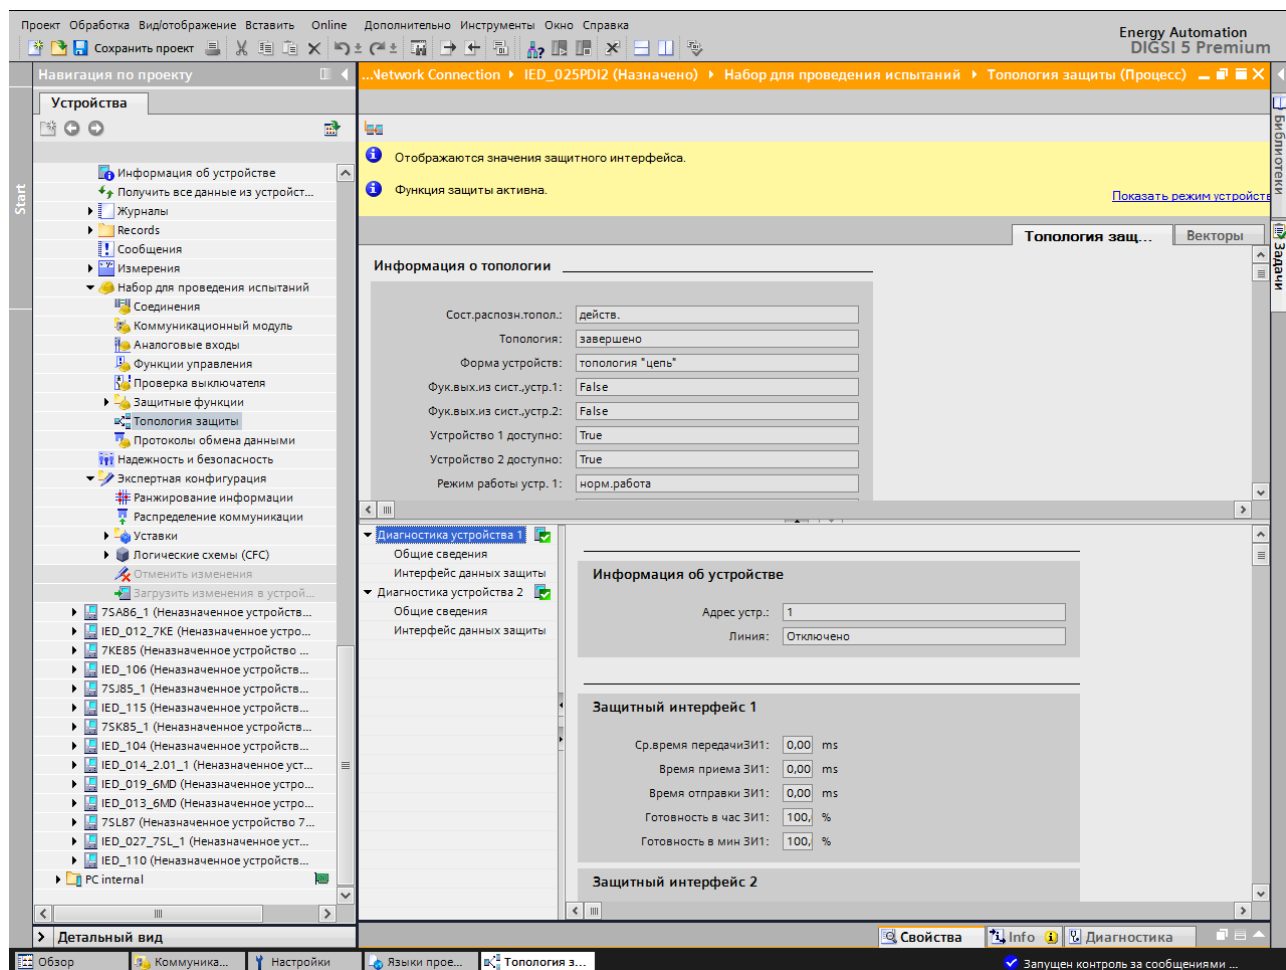 Проект Обработка Вид/отображение Вставить Online Дополнительно Инструменты Окно Справка
Energy Automation
DIGSI 5 Premium
Сохранить проект
Навигация по проекту
...Network Connection IED_025PDI2 (Назначено) Набор для проведения испытаний Топология защиты (Процесс)
Start
Устройства
Информация об устройстве
Получить все данные из устройст...
Журналы
Records
Сообщения
Измерения
Набор для проведения испытаний
Соединения
Коммуникационный модуль
Аналоговые входы
Функции управления
Проверка выключателя
Защитные функции
Топология защиты
Протоколы обмена данными
Надежность и безопасность
Экспертная конфигурация
Ранжирование информации
Распределение коммуникации
Уставки
Логические схемы (CFC)
Отменить изменения
Загрузить изменения в устрой...
7SA86_1 (Неназначенное устройств...
IED_012_7KE (Неназначенное устро...
7KE85 (Неназначенное устройство ...
IED_106 (Неназначенное устройств...
7SJ85_1 (Неназначенное устройств...
IED_115 (Неназначенное устройств...
7SK85_1 (Неназначенное устройств...
IED_104 (Неназначенное устройств...
IED_014_2.01_1 (Неназначенное уст...
IED_019_6MD (Неназначенное устро...
IED_013_6MD (Неназначенное устро...
7SL87 (Неназначенное устройство 7...
IED_027_7SL_1 (Неназначенное уст...
IED_110 (Неназначенное устройств...
PC internal
Детальный вид
Отображаются значения защитного интерфейса.
Функция защиты активна.
Показать режим устройств
Топология защ...
Векторы
Информация о топологии
Сост.распозн.топол.: действ.
Топология: завершено
Форма устройств: топология "цепь"
Фук.вых.из сист.,устр.1: False
Фук.вых.из сист.,устр.2: False
Устройство 1 доступно: True
Устройство 2 доступно: True
Режим работы устр. 1: норм.работа
Диагностика устройства 1
Общие сведения
Интерфейс данных защиты
Диагностика устройства 2
Общие сведения
Интерфейс данных защиты
Информация об устройстве
Адрес устр.: 1
Линия: Отключено
Защитный интерфейс 1
Ср.время передачиЗИ1: 0,00 ms
Время приема ЗИ1: 0,00 ms
Время отправки ЗИ1: 0,00 ms
Готовность в час ЗИ1: 100, %
Готовность в мин ЗИ1: 100, %
Защитный интерфейс 2
Библиотеки
Задачи
Свойства
Info
Диагностика
Обзор
Коммуника...
Настройки
Языки прое...
Топология з...
Запущен контроль за сообщениями ...